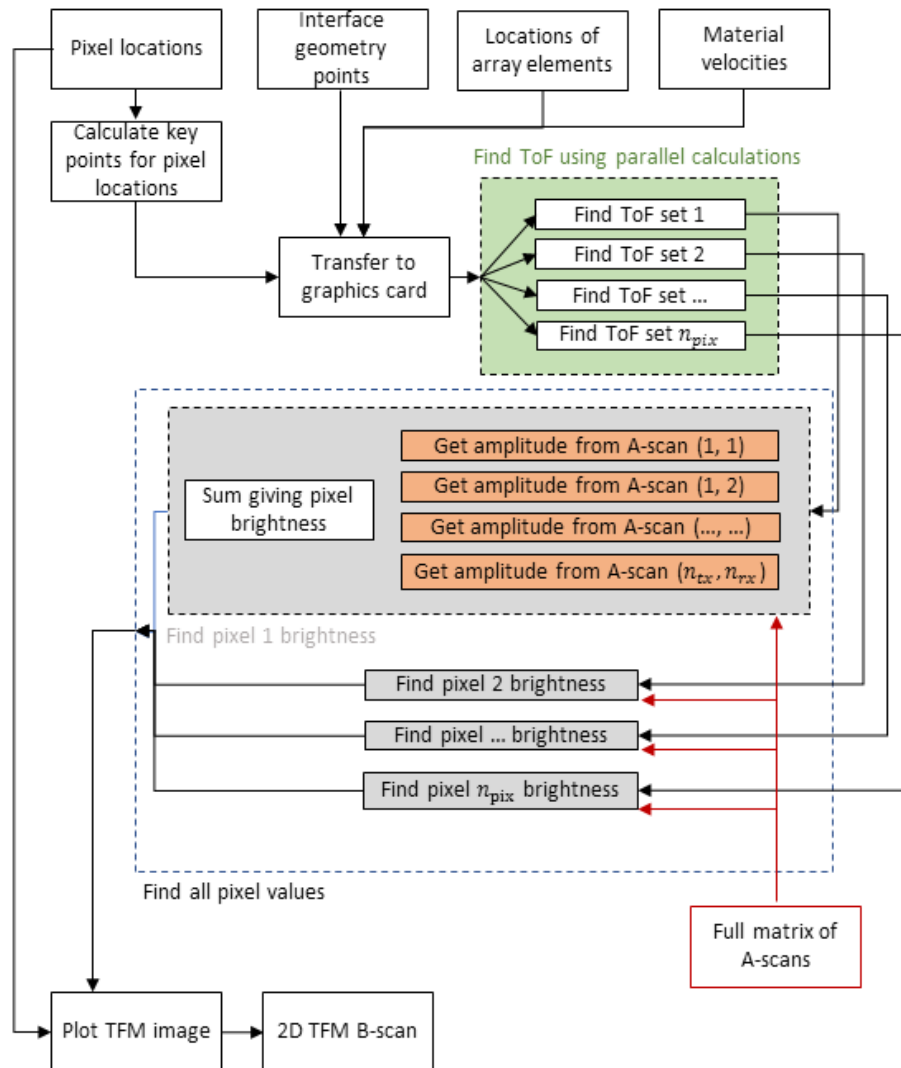 Pixel locations
Interface
geometry
points
Locations of
array elements
Material
velocities
Calculate key
points for pixel
locations
Find ToF using parallel calculations
Transfer to
graphics card
Find ToF set 1
Find ToF set 2
Find ToF set ...
Find ToF set n_pix
Sum giving pixel
brightness
Get amplitude from A-scan (1, 1)
Get amplitude from A-scan (1, 2)
Get amplitude from A-scan (..., ...)
Get amplitude from A-scan (n_tx, n_rx)
Find pixel 1 brightness
Find pixel 2 brightness
Find pixel ... brightness
Find pixel n_pix brightness
Find all pixel values
Full matrix of
A-scans
Plot TFM image
2D TFM B-scan